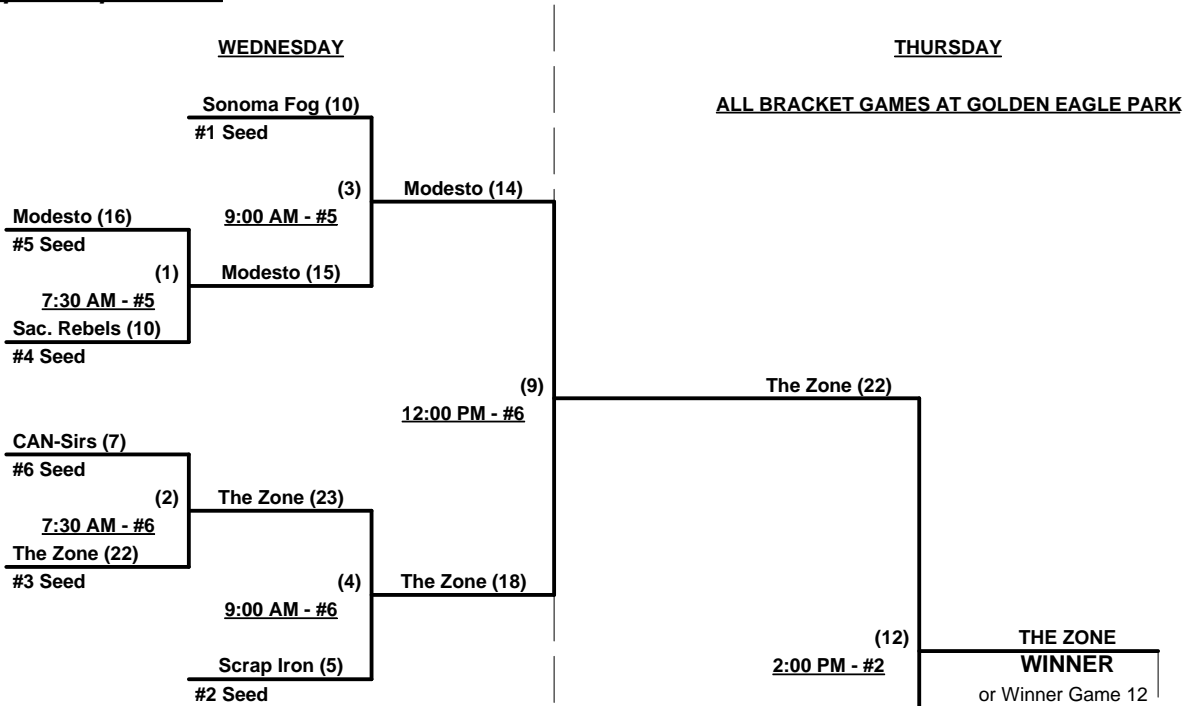 WEDNESDAY
THURSDAY
Sonoma Fog (10)
ALL BRACKET GAMES AT GOLDEN EAGLE PARK
#1 Seed
(3)
Modesto (14)
Modesto (16)
9:00 AM - #5
#5 Seed
(1)
Modesto (15)
7:30 AM - #5
Sac. Rebels (10)
#4 Seed
(9)
The Zone (22)
12:00 PM - #6
CAN-Sirs (7)
#6 Seed
(2)
The Zone (23)
7:30 AM - #6
The Zone (22)
#3 Seed
(4)
The Zone (18)
9:00 AM - #6
(12)
THE ZONE
Scrap Iron (5)
2:00 PM - #2
WINNER
#2 Seed
or Winner Game 12